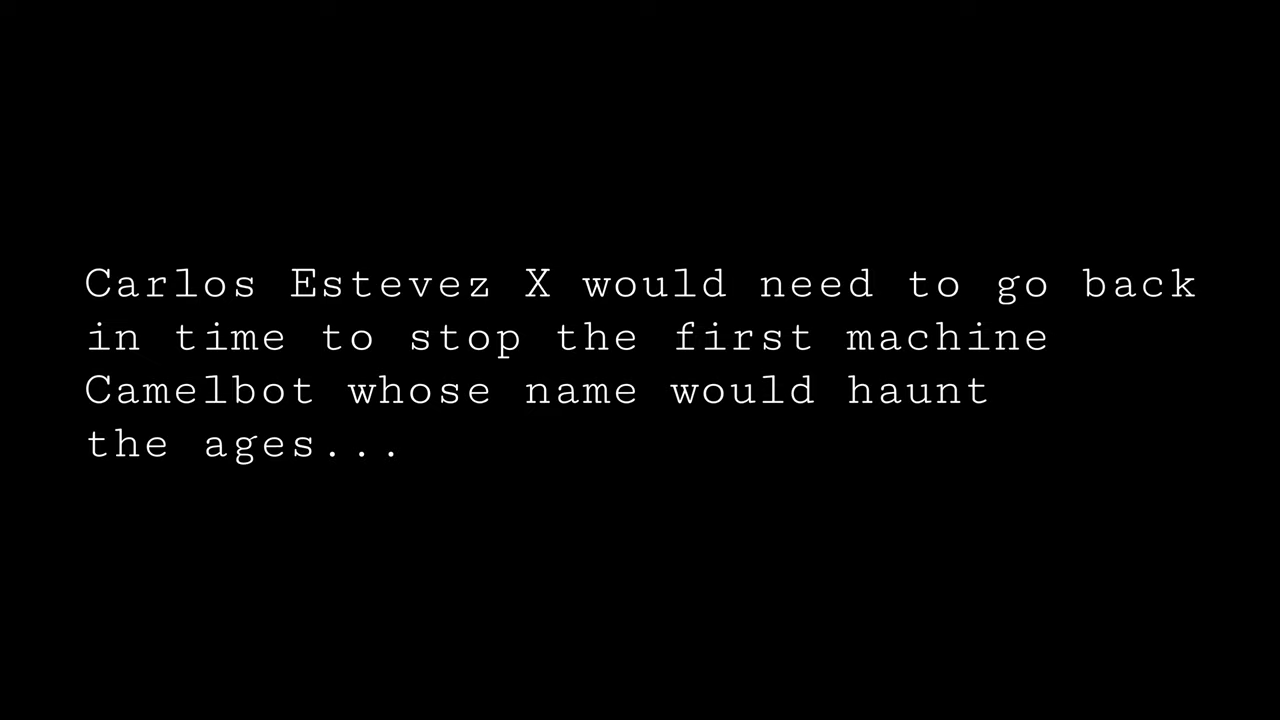 Carlos Estevez X would need to go back
in time to stop the first machine
Camelbot whose name would haunt
the ages...